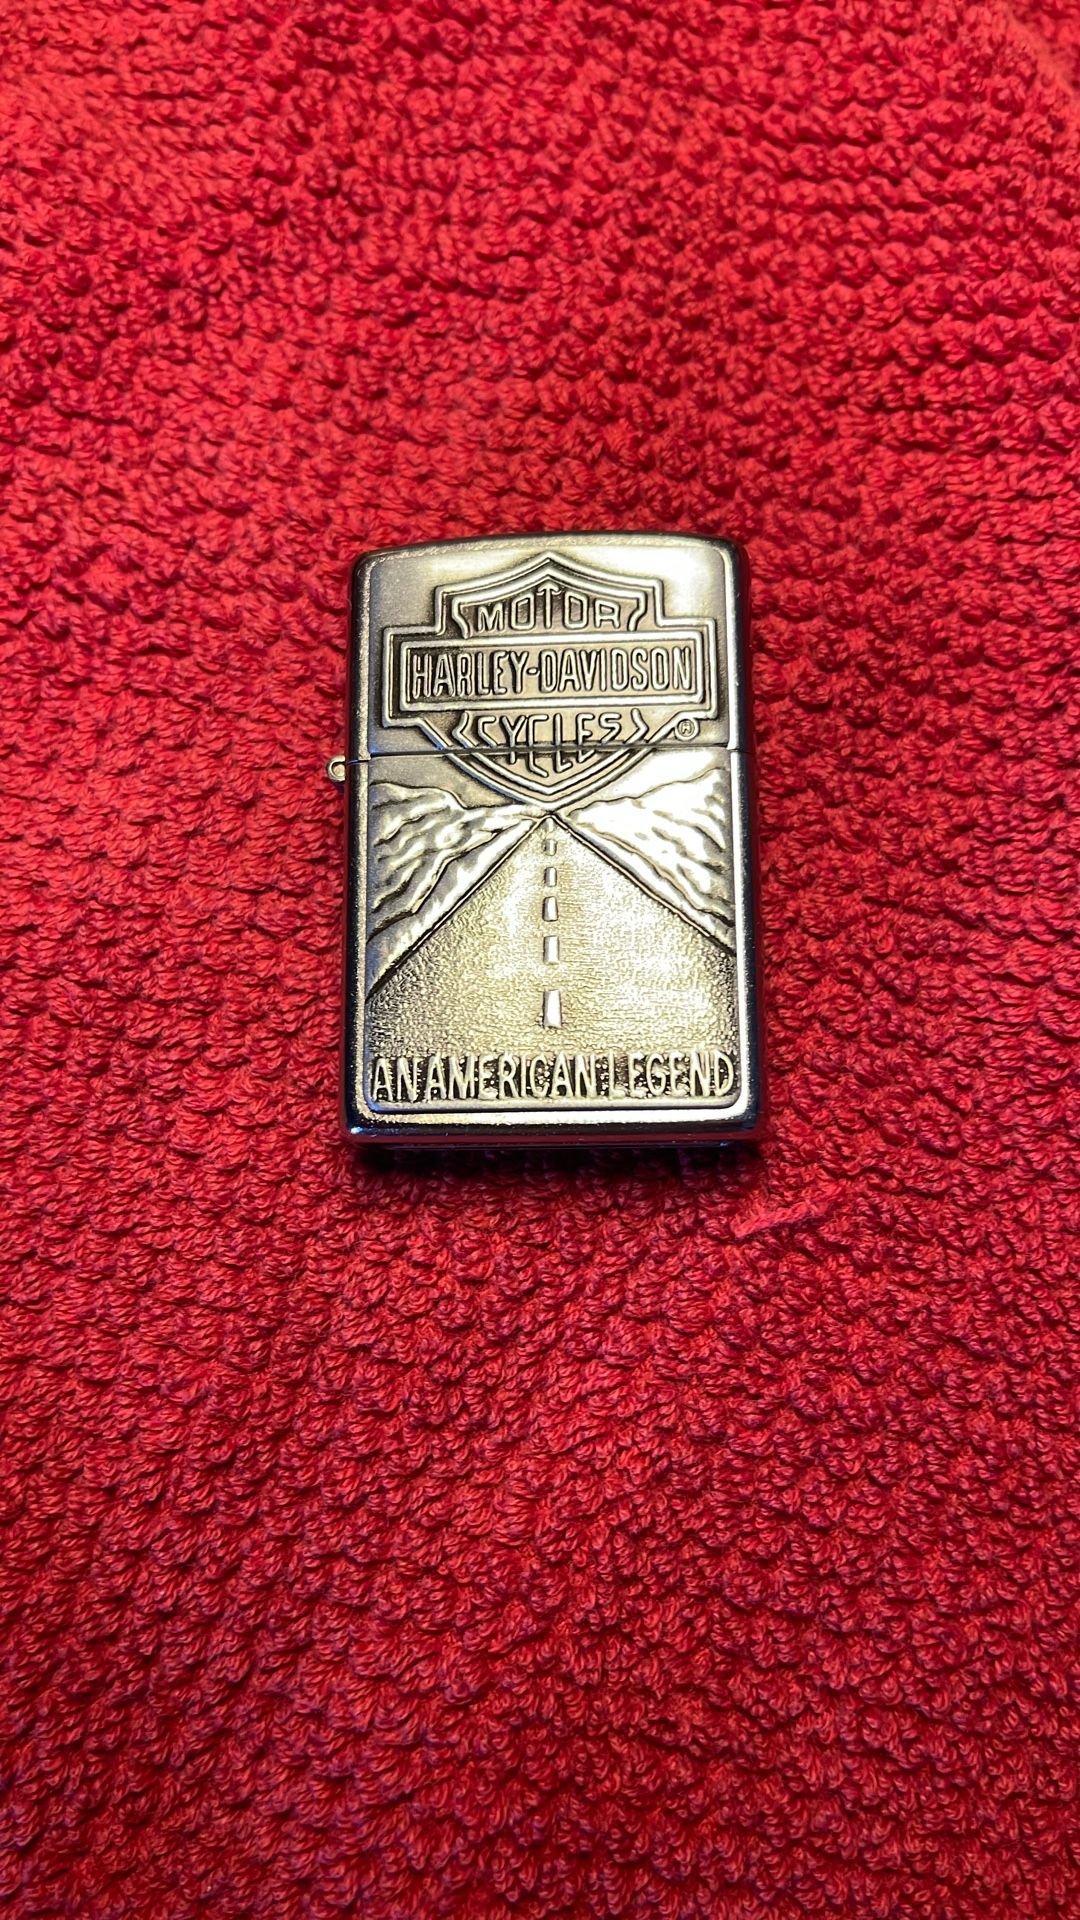 MOTOR
HARLEY-DAVIDSON
CYCLES ®
AN AMERICAN LEGEND